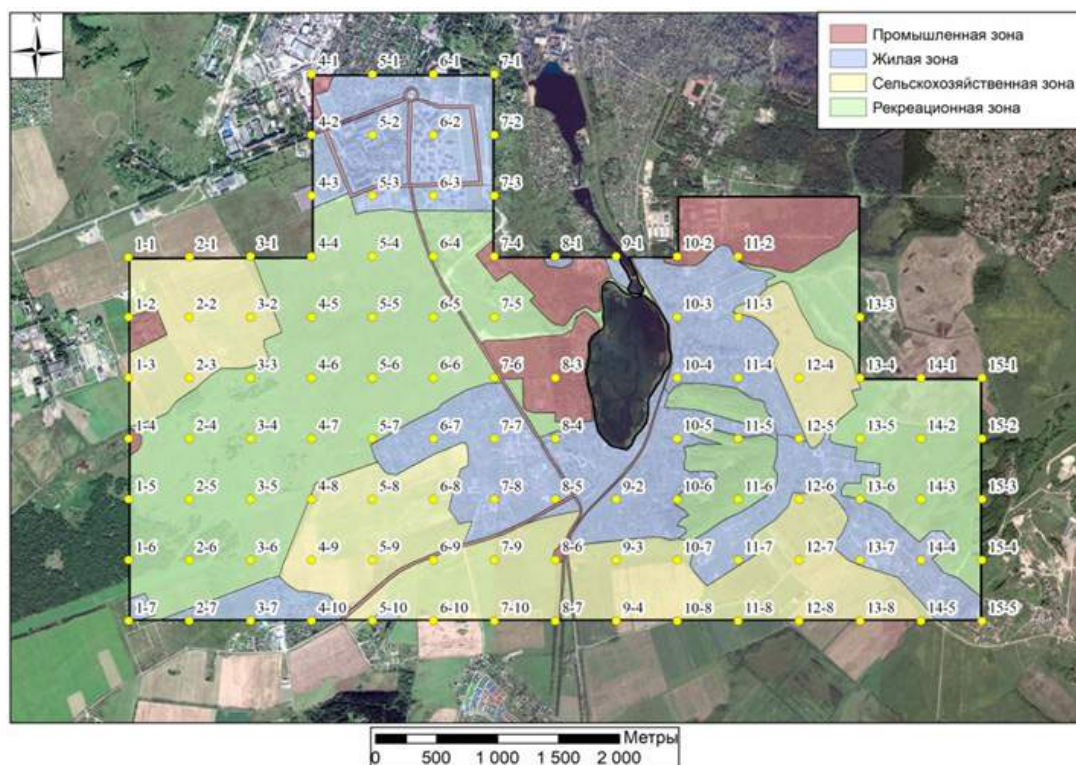 Промышленная зона
Жилая зона
Сельскохозяйственная зона
Рекреационная зона
4-1 5-1 6-1 7-1
4-2 5-2 6-2 7-2
4-3 5-3 6-3 7-3
1-1 2-1 3-1 4-4 5-4 6-4 7-4 8-1 9-1 10-2 11-2
1-2 2-2 3-2 4-5 5-5 6-5 7-5 10-3 11-3 13-3
1-3 2-3 3-3 4-6 5-6 6-6 7-6 8-3 10-4 11-4 12-4 13-4 14-1 15-1
1-4 2-4 3-4 4-7 5-7 6-7 7-7 8-4 10-5 11-5 12-5 13-5 14-2 15-2
1-5 2-5 3-5 4-8 5-8 6-8 7-8 8-5 9-2 10-6 11-6 12-6 13-6 14-3 15-3
1-6 2-6 3-6 4-9 5-9 6-9 7-9 8-6 9-3 10-7 11-7 12-7 13-7 14-4 15-4
1-7 2-7 3-7 4-10 5-10 6-10 7-10 8-7 9-4 10-8 11-8 12-8 13-8 14-5 15-5
Метры
0 500 1 000 1 500 2 000